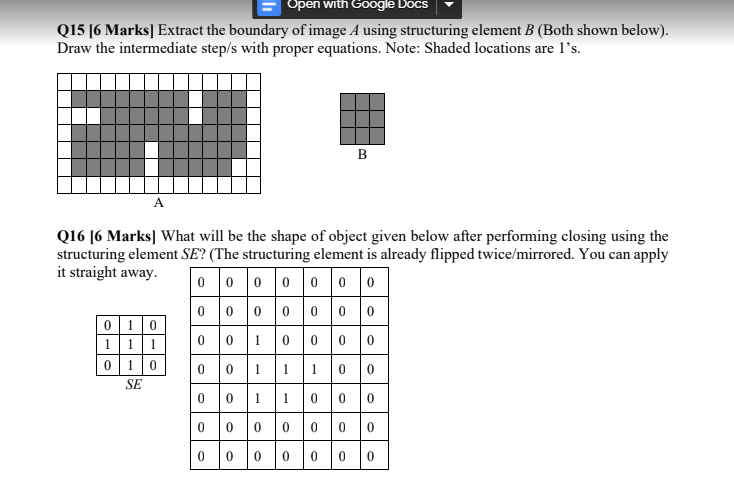 Open with Google Docs
Q15 [6 Marks] Extract the boundary of image A using structuring element B (Both shown below).
Draw the intermediate step/s with proper equations. Note: Shaded locations are 1's.
B
A
Q16 [6 Marks] What will be the shape of object given below after performing closing using the
structuring element SE? (The structuring element is already flipped twice/mirrored. You can apply
it straight away.
0 1 0
1 1 1
0 1 0
SE
0 0 0 0 0 0 0
0 0 0 0 0 0 0
0 0 1 0 0 0 0
0 0 1 1 1 0 0
0 0 1 1 0 0 0
0 0 0 0 0 0 0
0 0 0 0 0 0 0